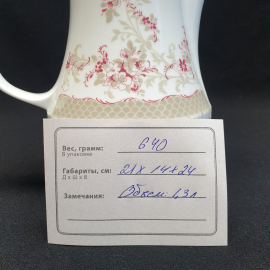 Вес, грамм: 640
В упаковке
Габариты, см: 21 x 14 x 24
Д x Ш x В
Замечания: Объем 1,3 л